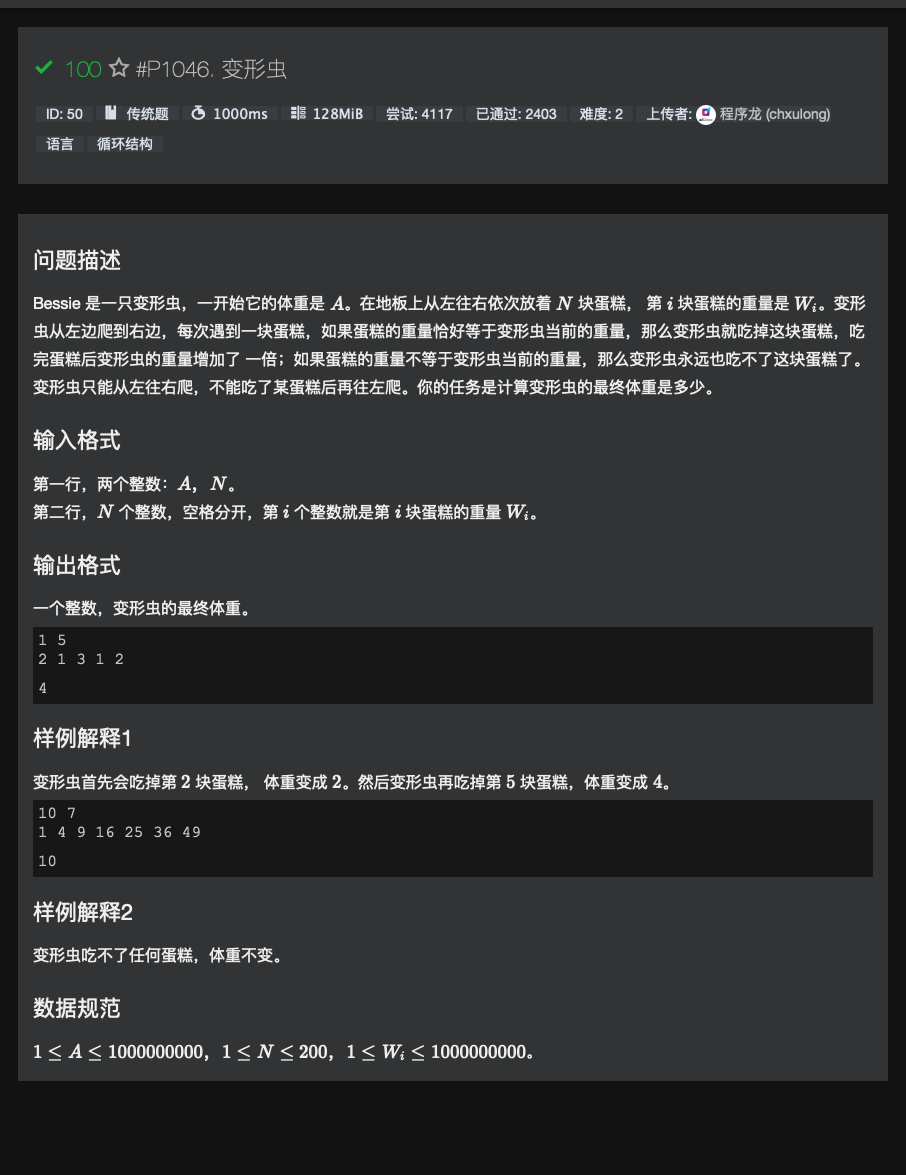 100 #P1046. 变形虫
ID: 50 传统题 1000ms 128MiB 尝试: 4117 已通过: 2403 难度: 2 上传者: 程序龙 (chxulong)
语言 循环结构
问题描述
Bessie 是一只变形虫，一开始它的体重是 A。在地板上从左往右依次放着 N 块蛋糕， 第 i 块蛋糕的重量是 Wi。变形
虫从左边爬到右边，每次遇到一块蛋糕，如果蛋糕的重量恰好等于变形虫当前的重量，那么变形虫就吃掉这块蛋糕，吃
完蛋糕后变形虫的重量增加了 一倍；如果蛋糕的重量不等于变形虫当前的重量，那么变形虫永远也吃不了这块蛋糕了。
变形虫只能从左往右爬，不能吃了某蛋糕后再往左爬。你的任务是计算变形虫的最终体重是多少。
输入格式
第一行，两个整数：A，N。
第二行，N 个整数，空格分开，第 i 个整数就是第 i 块蛋糕的重量 Wi。
输出格式
一个整数，变形虫的最终体重。
1 5
2 1 3 1 2
4
样例解释1
变形虫首先会吃掉第 2 块蛋糕， 体重变成 2。然后变形虫再吃掉第 5 块蛋糕，体重变成 4。
10 7
1 4 9 16 25 36 49
10
样例解释2
变形虫吃不了任何蛋糕，体重不变。
数据规范
1 ≤ A ≤ 1000000000，1 ≤ N ≤ 200，1 ≤ Wi ≤ 1000000000。